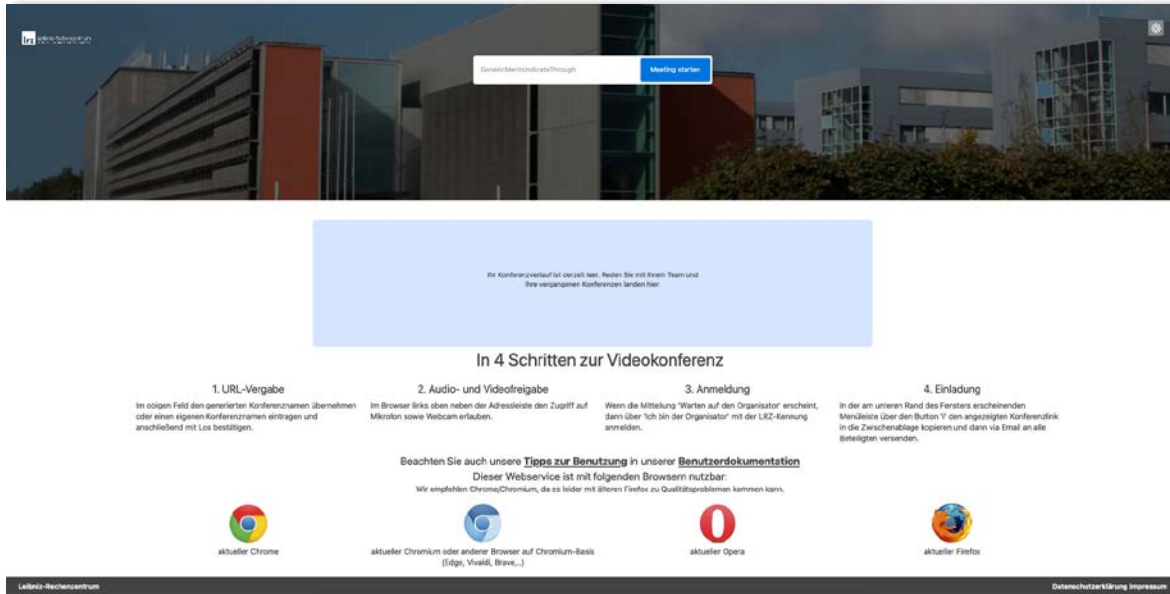 lrz
GenericMeritsIndicateThrough
Meeting starten
Ihr Konferenzverlauf ist derzeit leer. Reden Sie mit Ihrem Team und
Ihre vergangenen Konferenzen landen hier.
In 4 Schritten zur Videokonferenz
1. URL-Vergabe
Im obigen Feld den generierten Konferenznamen übernehmen
oder einen eigenen Konferenznamen eintragen und
anschließend mit Los bestätigen.
2. Audio- und Videofreigabe
Im Browser links oben neben der Adressleiste den Zugriff auf
Mikrofon sowie Webcam erlauben.
3. Anmeldung
Wenn die Mitteilung 'Warten auf den Organisator' erscheint,
dann über 'Ich bin der Organisator' mit der LRZ-Kennung
anmelden.
4. Einladung
In der am unteren Rand des Fensters erscheinenden
Menüleiste über den Button 'i' den angezeigten Konferenzlink
in die Zwischenablage kopieren und dann via Email an alle
Beteiligten versenden.
Beachten Sie auch unsere Tipps zur Benutzung in unserer Benutzerdokumentation
Dieser Webservice ist mit folgenden Browsern nutzbar:
Wir empfehlen Chrome/Chromium, da es leider mit älteren Firefox zu Qualitätsproblemen kommen kann.
aktueller Chrome
aktueller Chromium oder anderer Browser auf Chromium-Basis
(Edge, Vivaldi, Brave,..)
aktueller Opera
aktueller Firefox
Leibniz-Rechenzentrum
Datenschutzerklärung Impressum